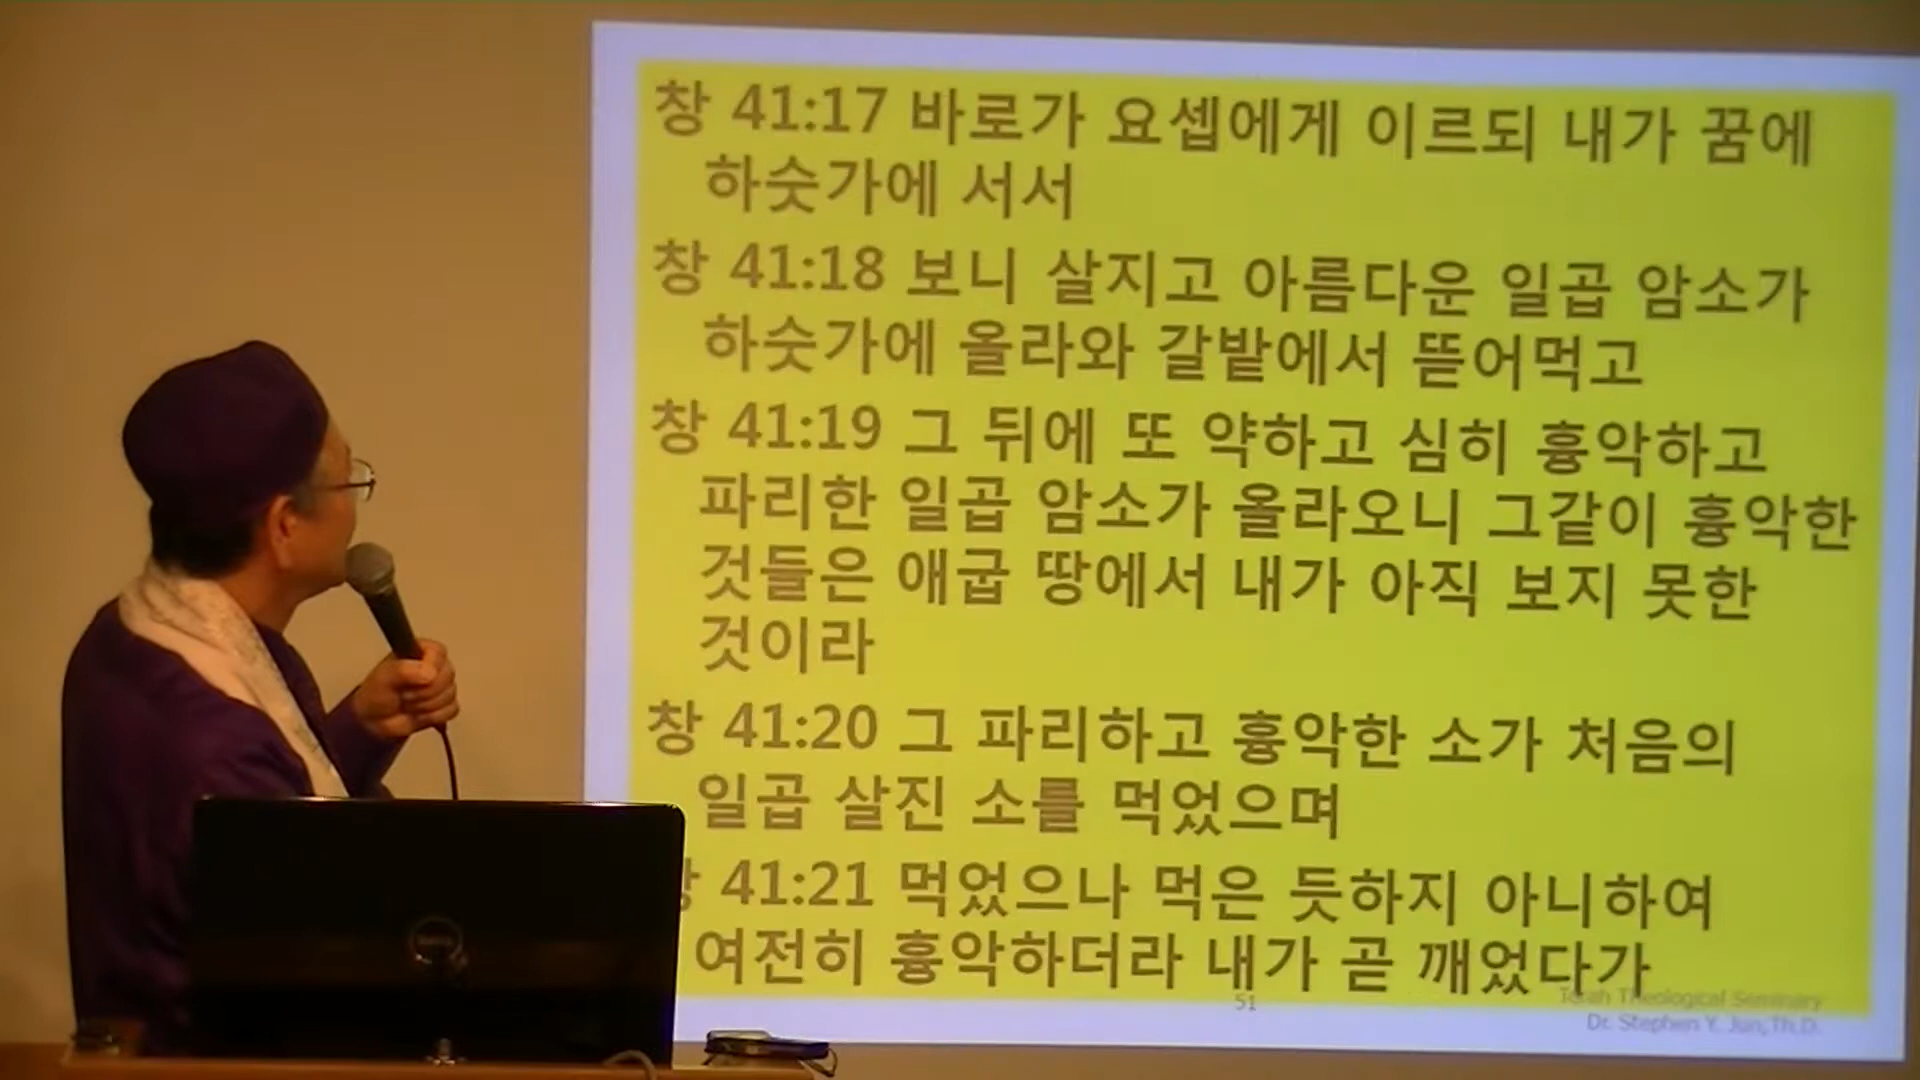 창 41:17 바로가 요셉에게 이르되 내가 꿈에
하숫가에 서서
창 41:18 보니 살지고 아름다운 일곱 암소가
하숫가에 올라와 갈밭에서 뜯어먹고
창 41:19 그 뒤에 또 약하고 심히 흉악하고
파리한 일곱 암소가 올라오니 그같이 흉악한
것들은 애굽 땅에서 내가 아직 보지 못한
것이라
창 41:20 그 파리하고 흉악한 소가 처음의
일곱 살진 소를 먹었으며
창 41:21 먹었으나 먹은 듯하지 아니하여
여전히 흉악하더라 내가 곧 깨었다가
51
Torah Theological Seminary
Dr. Stephen Y. Jun, Th.D.